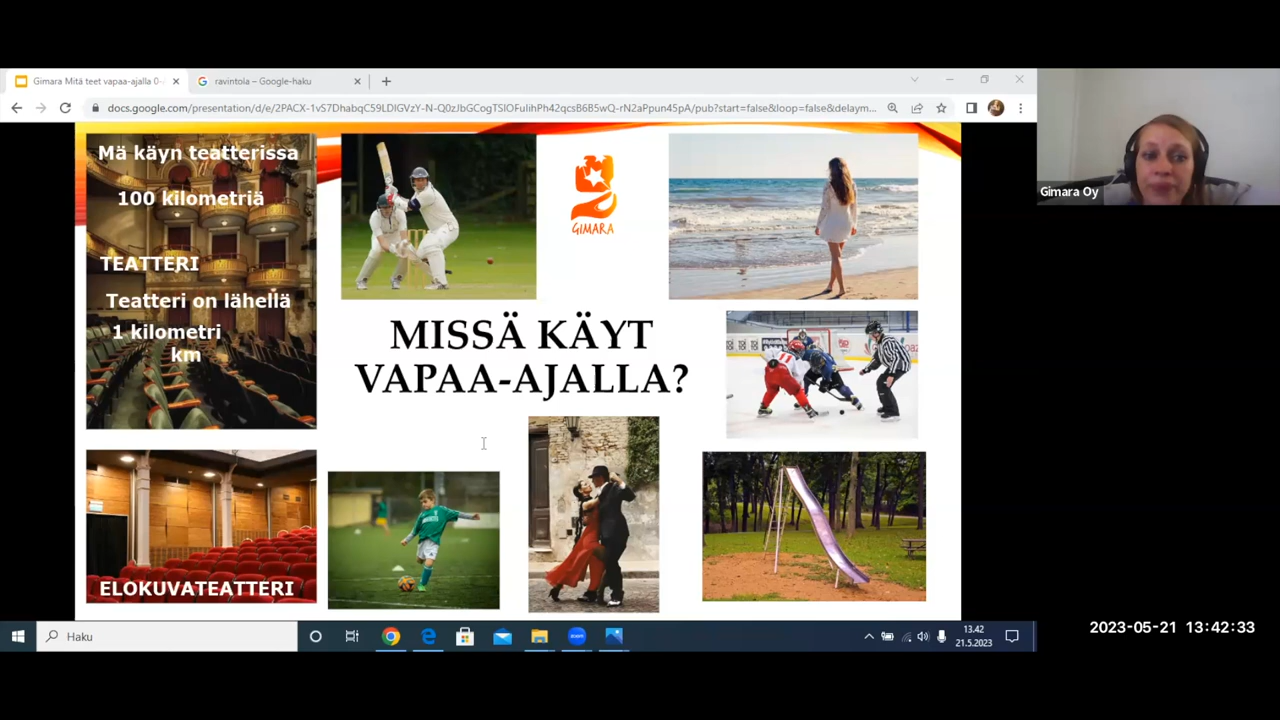 Gimara Mitä teet vapaa-ajalla 0-
ravintola – Google-haku
docs.google.com/presentation/d/e/2PACX-1vS7DhabqC59LDIGVzY-N-Q0zJbGCogTSIOFulihPh42qcsB6B5wQ-rN2aPpun45pA/pub?start=false&loop=false&delaym...
Mä käyn teatterissa
100 kilometriä
TEATTERI
Teatteri on lähellä
1 kilometri
km
GIMARA
MISSÄ KÄYT
VAPAA-AJALLA?
ELOKUVATEATTERI
Gimara Oy
Haku
13.42
21.5.2023
2023-05-21 13:42:33